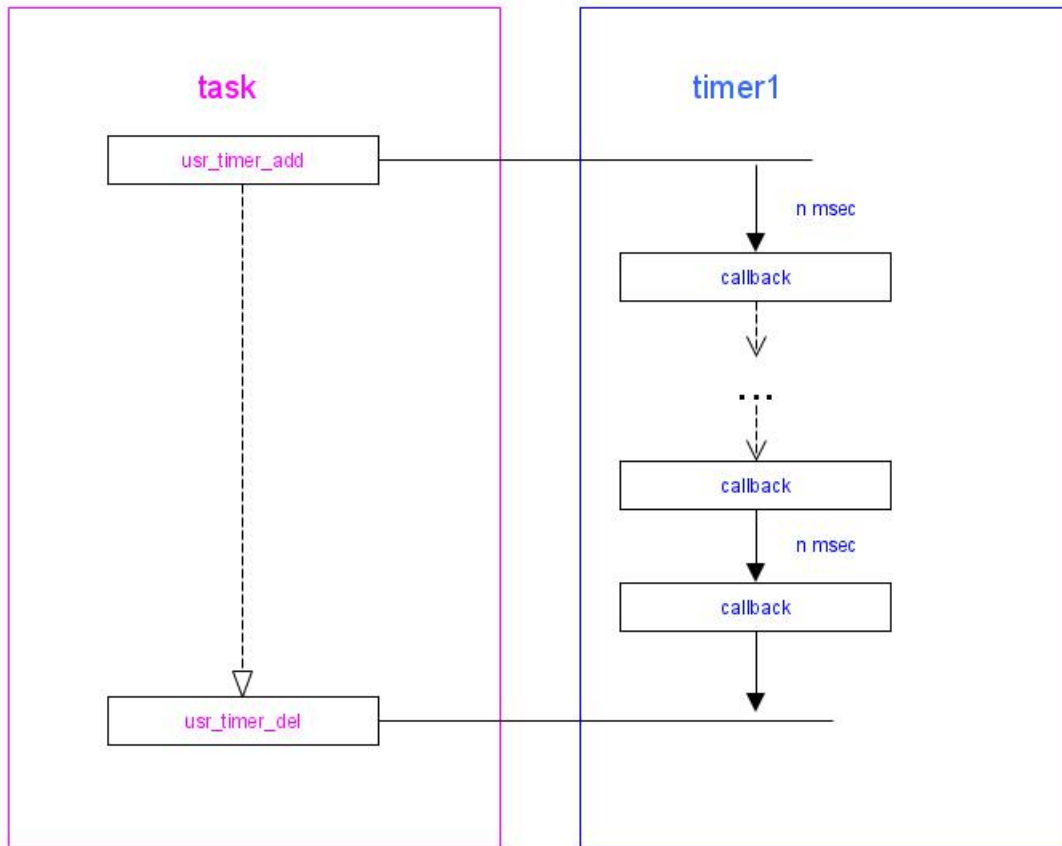 task
timer1
usr_timer_add
n msec
callback
...
callback
n msec
callback
usr_timer_del